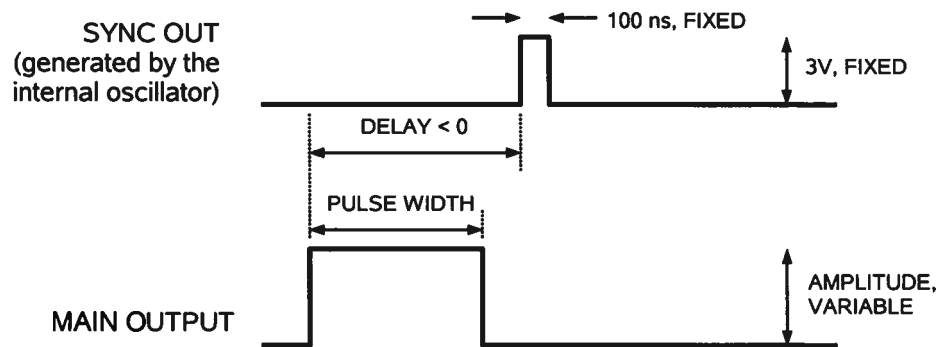 SYNC OUT
(generated by the
internal oscillator)
100 ns, FIXED
3V, FIXED
DELAY < 0
PULSE WIDTH
MAIN OUTPUT
AMPLITUDE,
VARIABLE